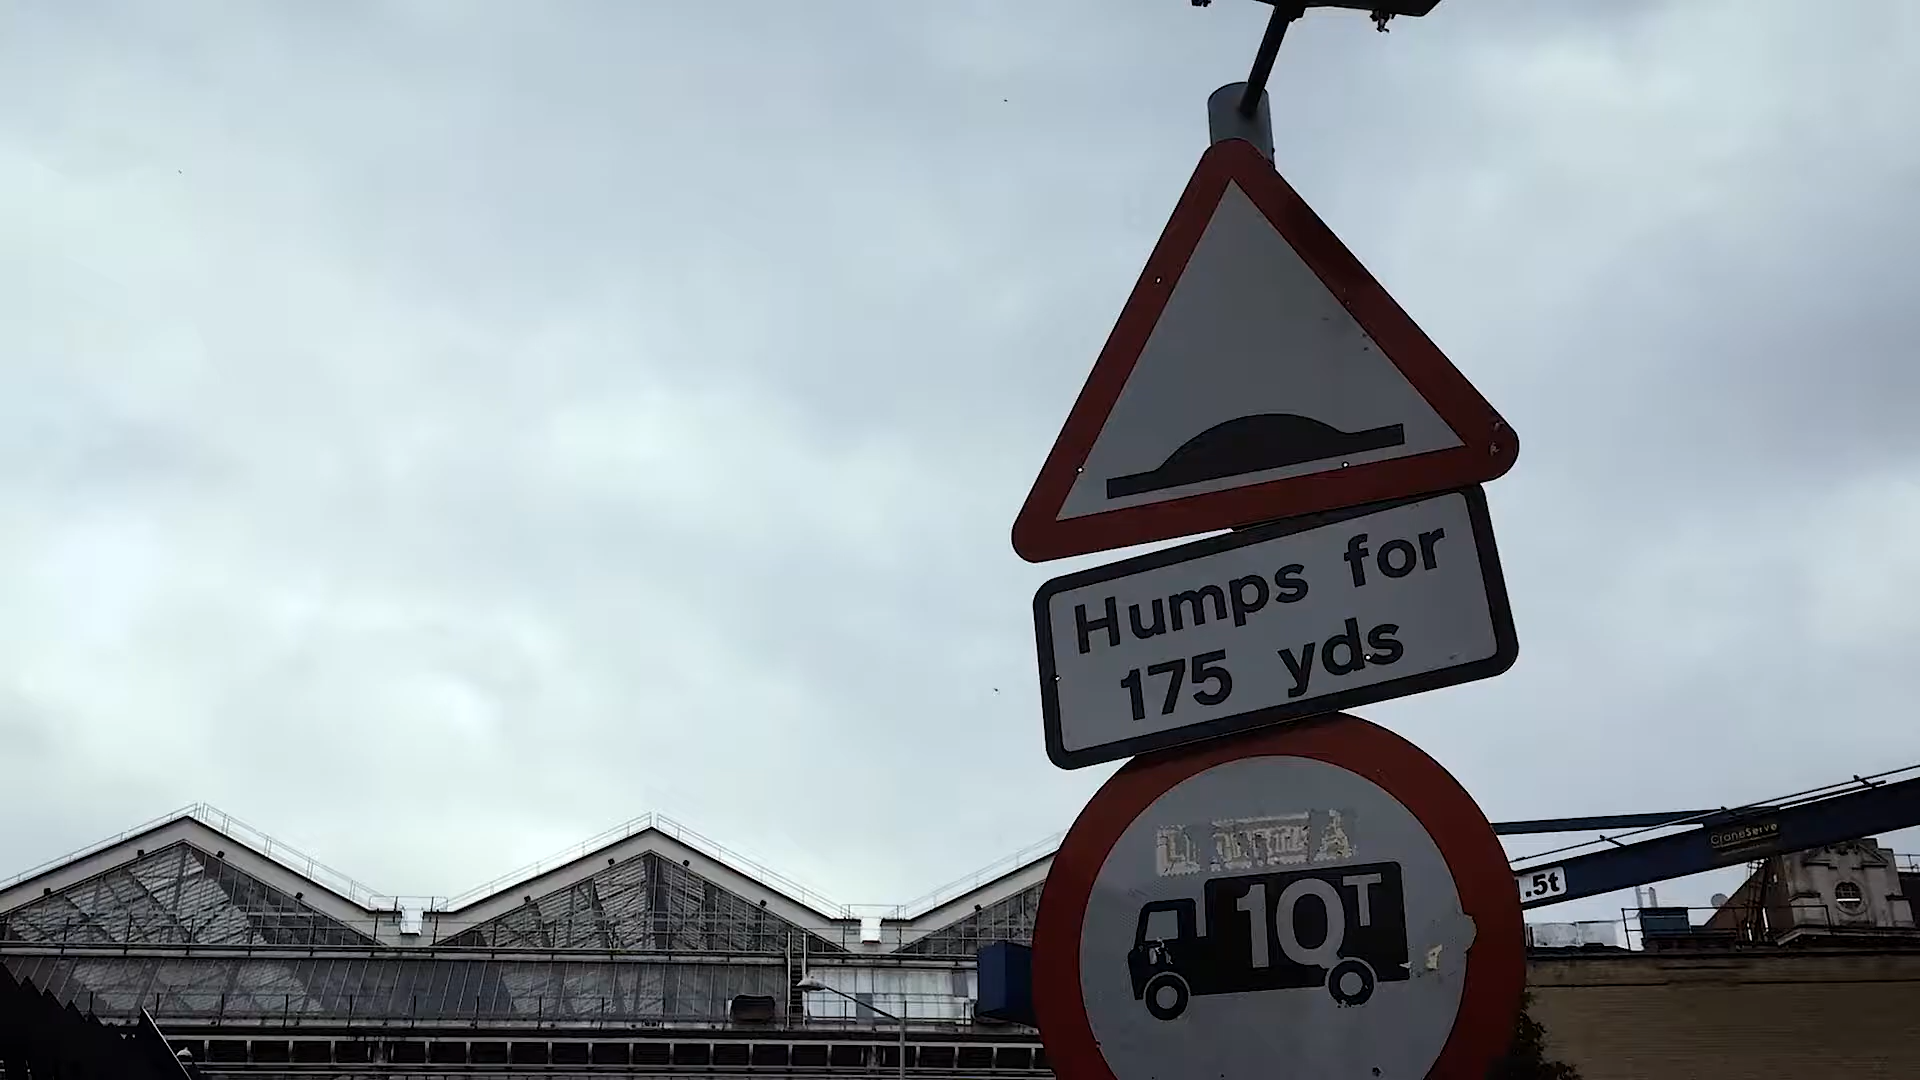 Humps for
175 yds
10T
CraneServe
.5t